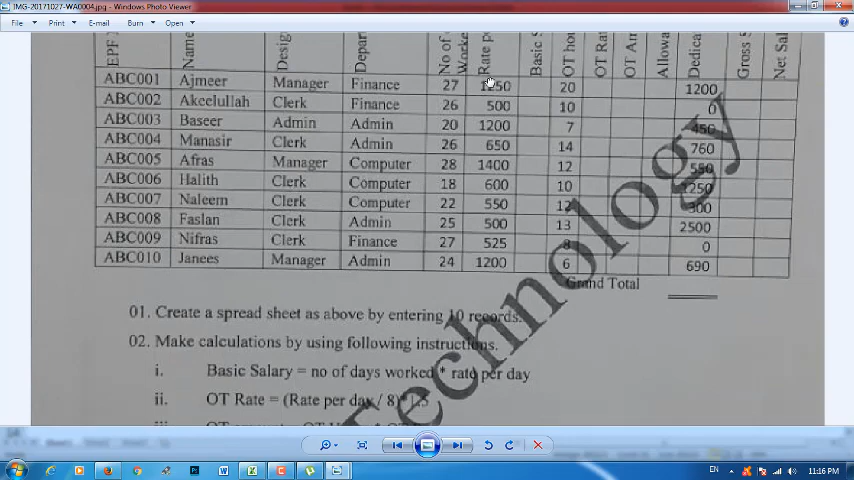 IMG-20171027-WA0004.jpg - Windows Photo Viewer
File Print E-mail Burn Open
EPF Name Desig Depar No of Worke Rate pe Basic S OT hou OT Ra OT An Allowa Dedica Gross S Net Sal
ABC001 Ajmeer Manager Finance 27 1250 20 1200
ABC002 Akeelullah Clerk Finance 26 500 10 0
ABC003 Baseer Admin Admin 20 1200 7 450
ABC004 Manasir Clerk Admin 26 650 14 760
ABC005 Afras Manager Computer 28 1400 12 550
ABC006 Halith Clerk Computer 18 600 10 1250
ABC007 Naleem Clerk Computer 22 550 12 300
ABC008 Faslan Clerk Admin 25 500 13 2500
ABC009 Nifras Clerk Finance 27 525 8 0
ABC010 Janees Manager Admin 24 1200 6 690
Grand Total
Technology
01. Create a spread sheet as above by entering 10 records.
02. Make calculations by using following instructions.
i. Basic Salary = no of days worked * rate per day
ii. OT Rate = (Rate per day / 8)*1.5
EN 11:16 PM